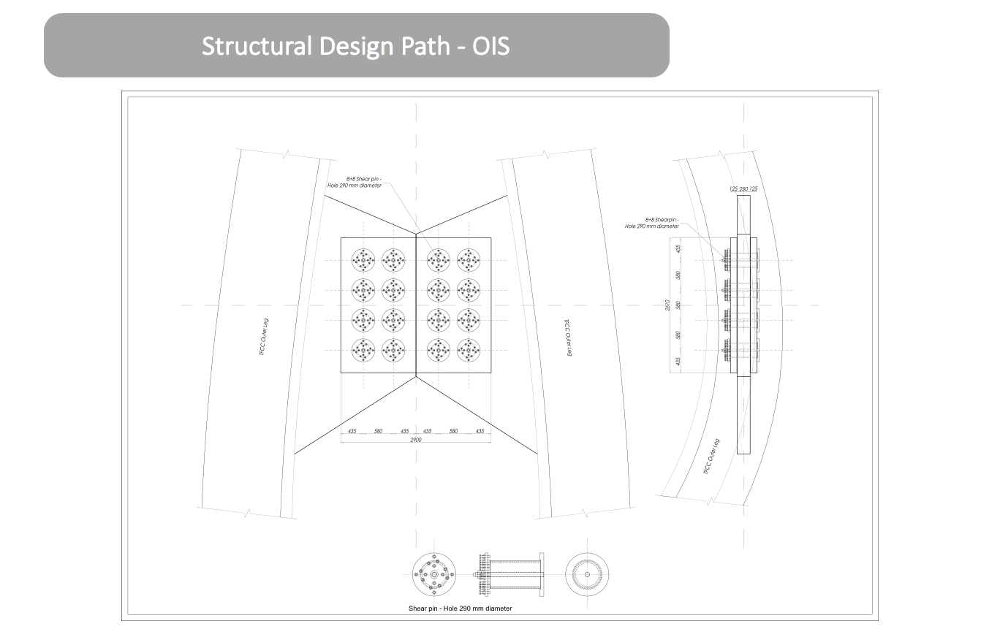 Structural Design Path - OIS
8+8 Shear pin -
Hole 290 mm diameter
125 250 125
8+8 Shearpin -
Hole 290 mm diameter
435
580
2610
580
580
435
TFCC Outer Leg
TFCC Outer Leg
TFCC Outer Leg
435 580 435 435 580 435
2900
Shear pin - Hole 290 mm diameter